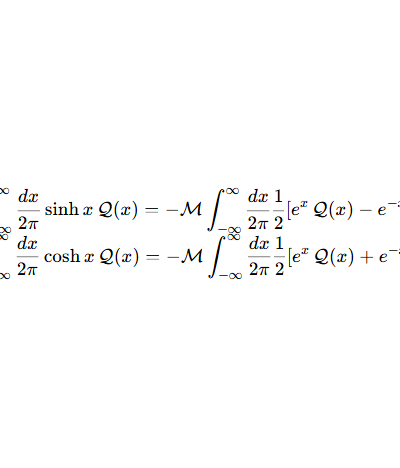 ∞ dx/2π sinh x 𝒬(x) = −ℳ ∫_{−∞}^{∞} dx/2π 1/2 [e^x 𝒬(x) − e^−
∞ dx/2π cosh x 𝒬(x) = −ℳ ∫_{−∞}^{∞} dx/2π 1/2 [e^x 𝒬(x) + e^−